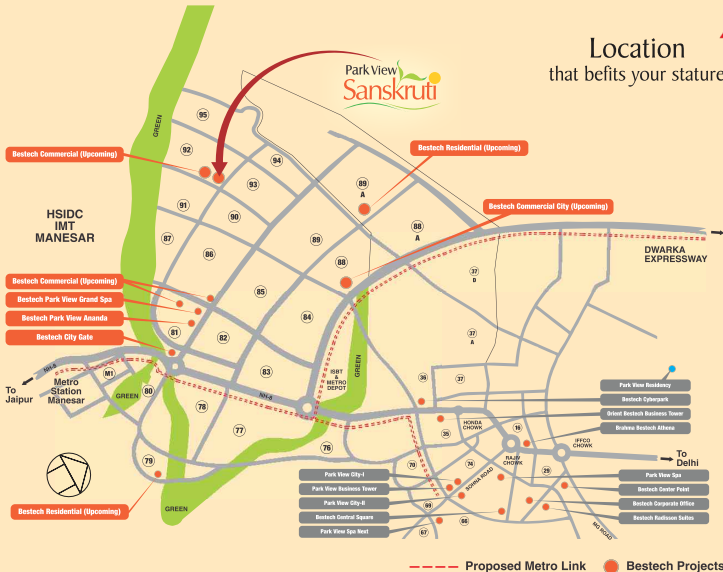 Location
that befits your stature
Park View
Sanskruti
GREEN
95
92
94
93
91
90
87
86
89
A
88
A
89
88
85
84
81
82
83
Bestech Commercial (Upcoming)
Bestech Residential (Upcoming)
Bestech Commercial City (Upcoming)
HSIDC
IMT
MANESAR
DWARKA
EXPRESSWAY
37
D
37
A
Bestech Commercial (Upcoming)
Bestech Park View Grand Spa
Bestech Park View Ananda
Bestech City Gate
NH-8
To
Jaipur
Metro
Station
Manesar
M1
GREEN
80
78
77
76
79
NH-8
ISBT
&
METRO
DEPOT
GREEN
GREEN
Bestech Residential (Upcoming)
36
37
35
HONDA
CHOWK
16
RAJIV
CHOWK
IFFCO
CHOWK
To
Delhi
70
74
SOHNA ROAD
29
69
66
67
MG ROAD
Park View Residency
Bestech Cyberpark
Orient Bestech Business Tower
Brahma Bestech Athena
Park View City-I
Park View Business Tower
Park View City-II
Bestech Central Square
Park View Spa Next
Park View Spa
Bestech Center Point
Bestech Corporate Office
Bestech Radisson Suites
Proposed Metro Link
Bestech Projects